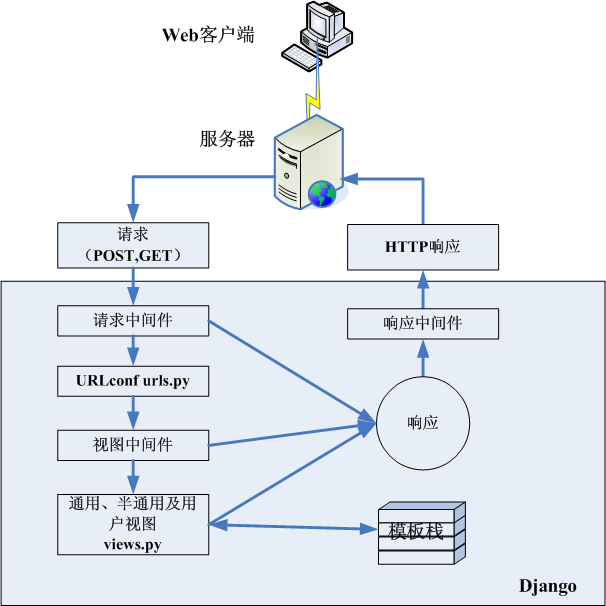 Web客户端
服务器
请求
（POST,GET）
HTTP响应
请求中间件
响应中间件
URLconf urls.py
响应
视图中间件
通用、半通用及用
户视图
views.py
模板栈
Django